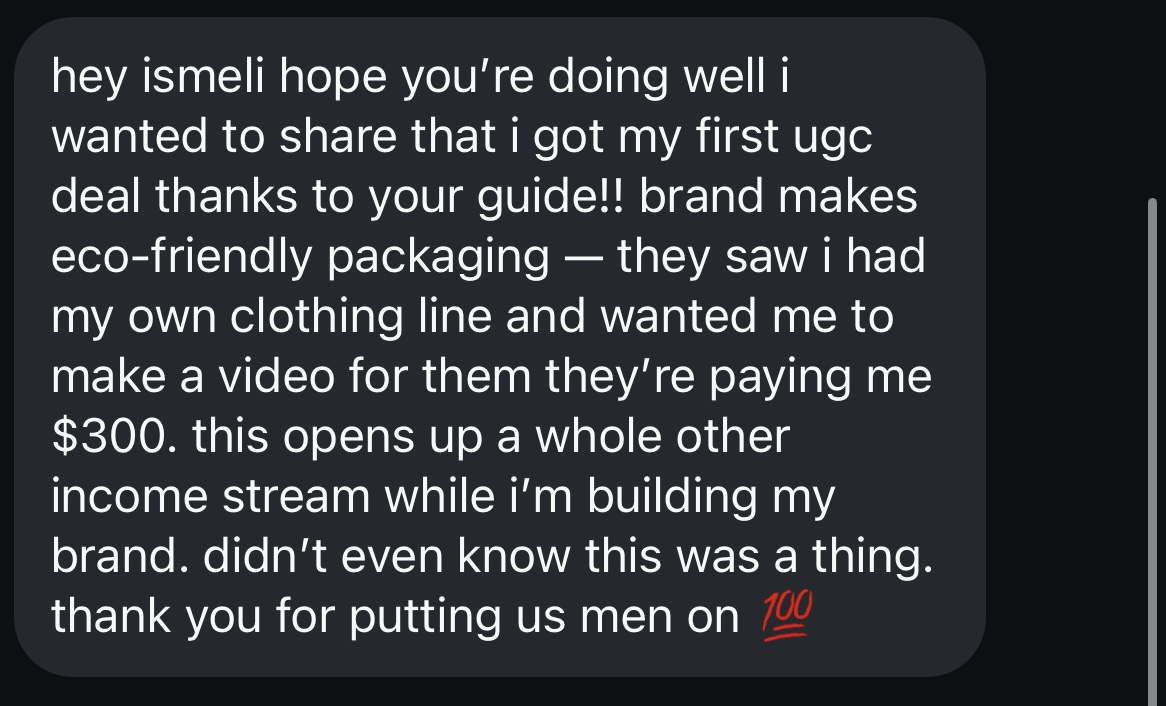 hey ismeli hope you’re doing well i
wanted to share that i got my first ugc
deal thanks to your guide!! brand makes
eco-friendly packaging — they saw i had
my own clothing line and wanted me to
make a video for them they’re paying me
$300. this opens up a whole other
income stream while i’m building my
brand. didn’t even know this was a thing.
thank you for putting us men on 💯